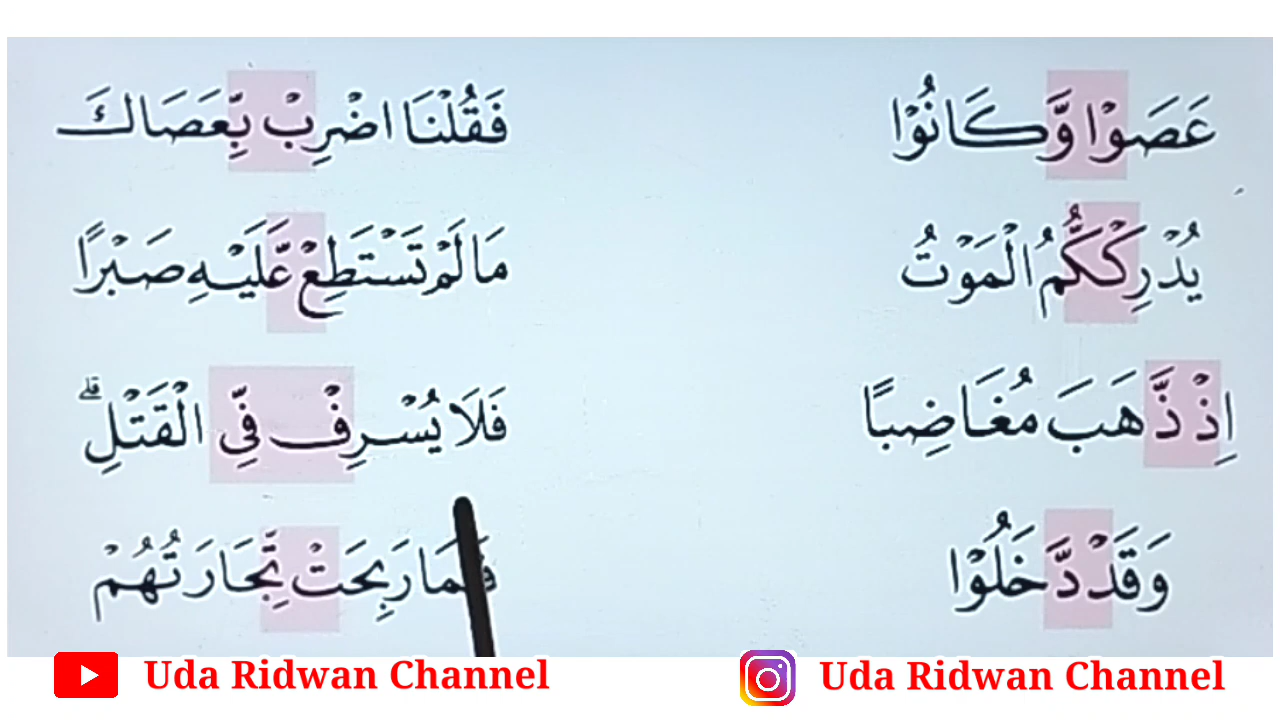 عَصَوْا وَّكَانُوْا
فَقُلْنَا اضْرِبْ بِّعَصَاكَ
يُدْرِكْكُّمُ الْمَوْتُ
مَا لَمْ تَسْتَطِعْ عَّلَيْهِ صَبْرًا
اِذْ ذَّهَبَ مُغَاضِبًا
فَلَا يُسْرِفْ فِّى الْقَتْلِ ۗ
وَقَدْ دَّخَلُوْا
فَمَا رَبِحَتْ تِّجَارَتُهُمْ
Uda Ridwan Channel
Uda Ridwan Channel